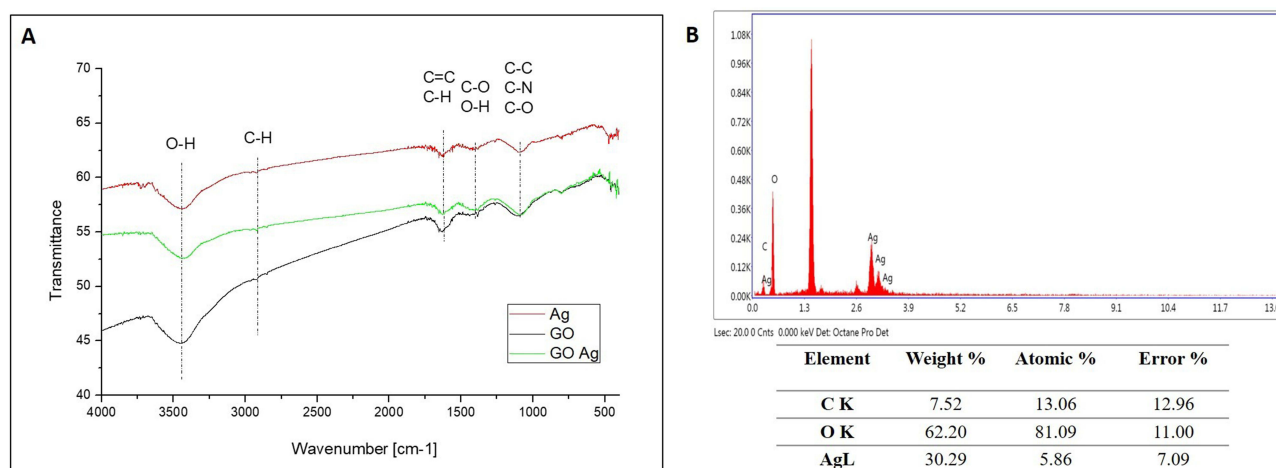 A
70
65
60
55
50
45
40
Transmittance
O-H
C-H
C=C
C-H
C-O
O-H
C-C
C-N
C-O
Ag
GO
GO Ag
4000 3500 3000 2500 2000 1500 1000 500
Wavenumber [cm-1]
B
1.08K
0.96K
0.84K
0.72K
0.60K
0.48K
0.36K
0.24K
0.12K
0.00K
O
C
Ag
Ag
Ag
Ag
0.0 1.3 2.6 3.9 5.2 6.5 7.8 9.1 10.4 11.7 13.0
Lsec: 20.0 0 Cnts 0.000 keV Det: Octane Pro Det
Element Weight % Atomic % Error %
C K 7.52 13.06 12.96
O K 62.20 81.09 11.00
AgL 30.29 5.86 7.09